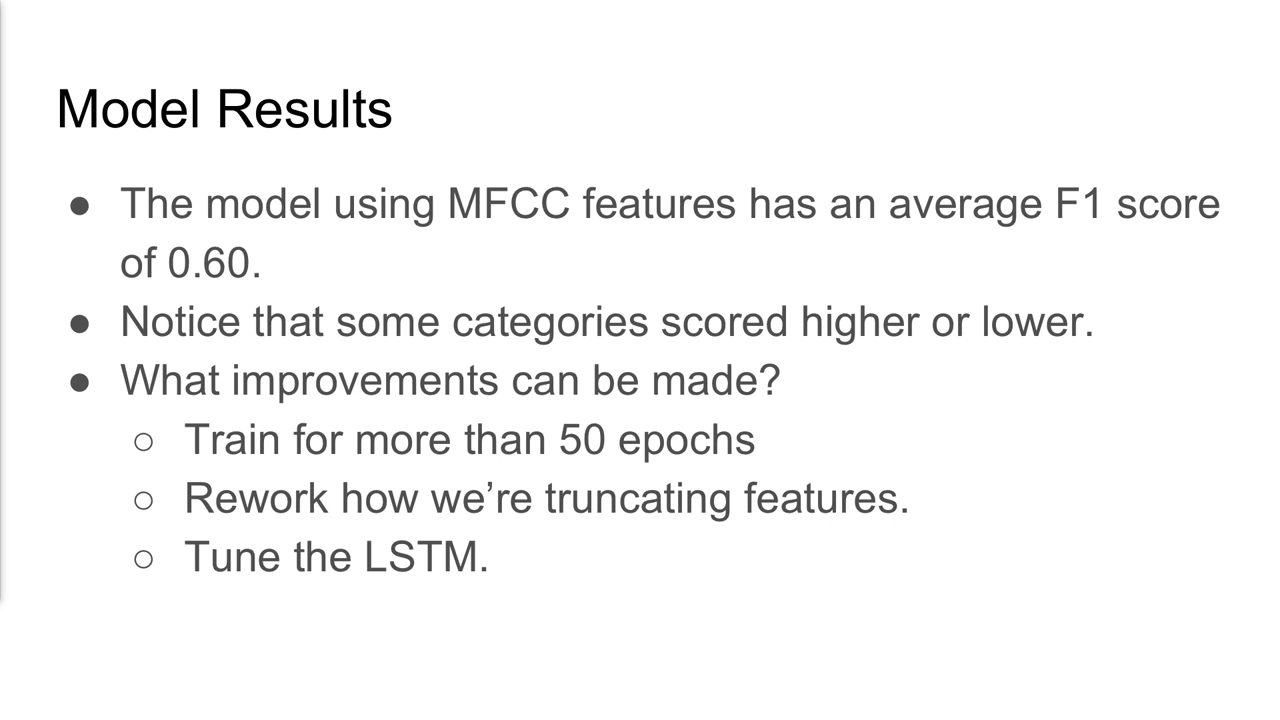 Model Results
● The model using MFCC features has an average F1 score
of 0.60.
● Notice that some categories scored higher or lower.
● What improvements can be made?
○ Train for more than 50 epochs
○ Rework how we’re truncating features.
○ Tune the LSTM.